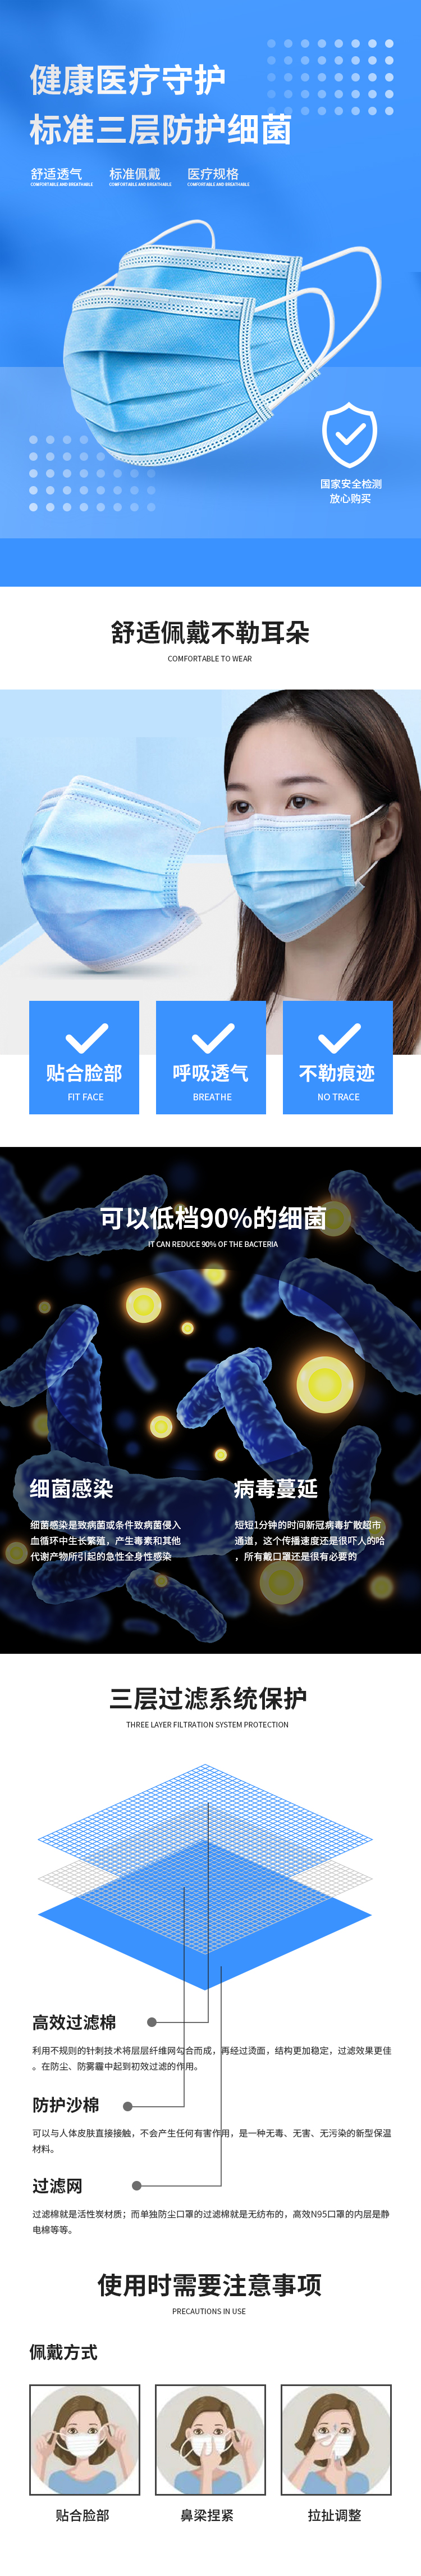 健康医疗守护
标准三层防护细菌
舒适透气 标准佩戴 医疗规格
COMFORTABLE AND BREATHABLE COMFORTABLE AND BREATHABLE COMFORTABLE AND BREATHABLE
国家安全检测
放心购买
舒适佩戴不勒耳朵
COMFORTABLE TO WEAR
贴合脸部 呼吸透气 不勒痕迹
FIT FACE BREATHE NO TRACE
可以低档90%的细菌
IT CAN REDUCE 90% OF THE BACTERIA
细菌感染
细菌感染是致病菌或条件致病菌侵入
血循环中生长繁殖，产生毒素和其他
代谢产物所引起的急性全身性感染
病毒蔓延
短短1分钟的时间新冠病毒扩散超市
通道，这个传播速度还是很吓人的哈
，所有戴口罩还是很有必要的
三层过滤系统保护
THREE LAYER FILTRATION SYSTEM PROTECTION
高效过滤棉
利用不规则的针刺技术将层层纤维网勾合而成，再经过烫面，结构更加稳定，过滤效果更佳
。在防尘、防雾霾中起到初效过滤的作用。
防护沙棉
可以与人体皮肤直接接触，不会产生任何有害作用，是一种无毒、无害、无污染的新型保温
材料。
过滤网
过滤棉就是活性炭材质；而单独防尘口罩的过滤棉就是无纺布的，高效N95口罩的内层是静
电棉等等。
使用时需要注意事项
PRECAUTIONS IN USE
佩戴方式
贴合脸部 鼻梁捏紧 拉扯调整